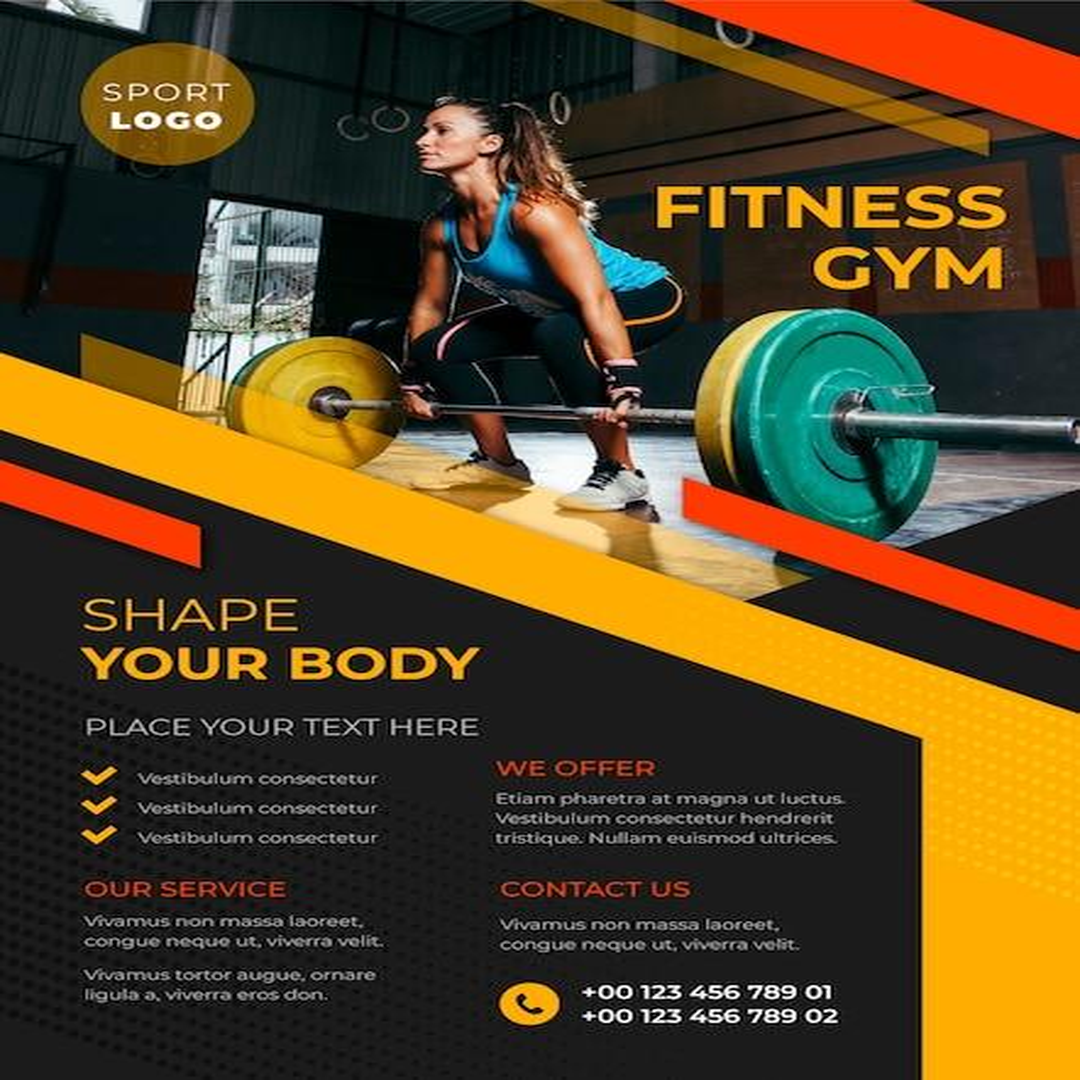 SPORT
LOGO
FITNESS
GYM
SHAPE
YOUR BODY
PLACE YOUR TEXT HERE
Vestibulum consectetur
Vestibulum consectetur
Vestibulum consectetur
WE OFFER
Etiam pharetra at magna ut luctus.
Vestibulum consectetur hendrerit
tristique. Nullam euismod ultrices.
OUR SERVICE
Vivamus non massa laoreet,
congue neque ut, viverra velit.
Vivamus tortor augue, ornare
ligula a, viverra eros don.
CONTACT US
Vivamus non massa laoreet,
congue neque ut, viverra velit.
+00 123 456 789 01
+00 123 456 789 02